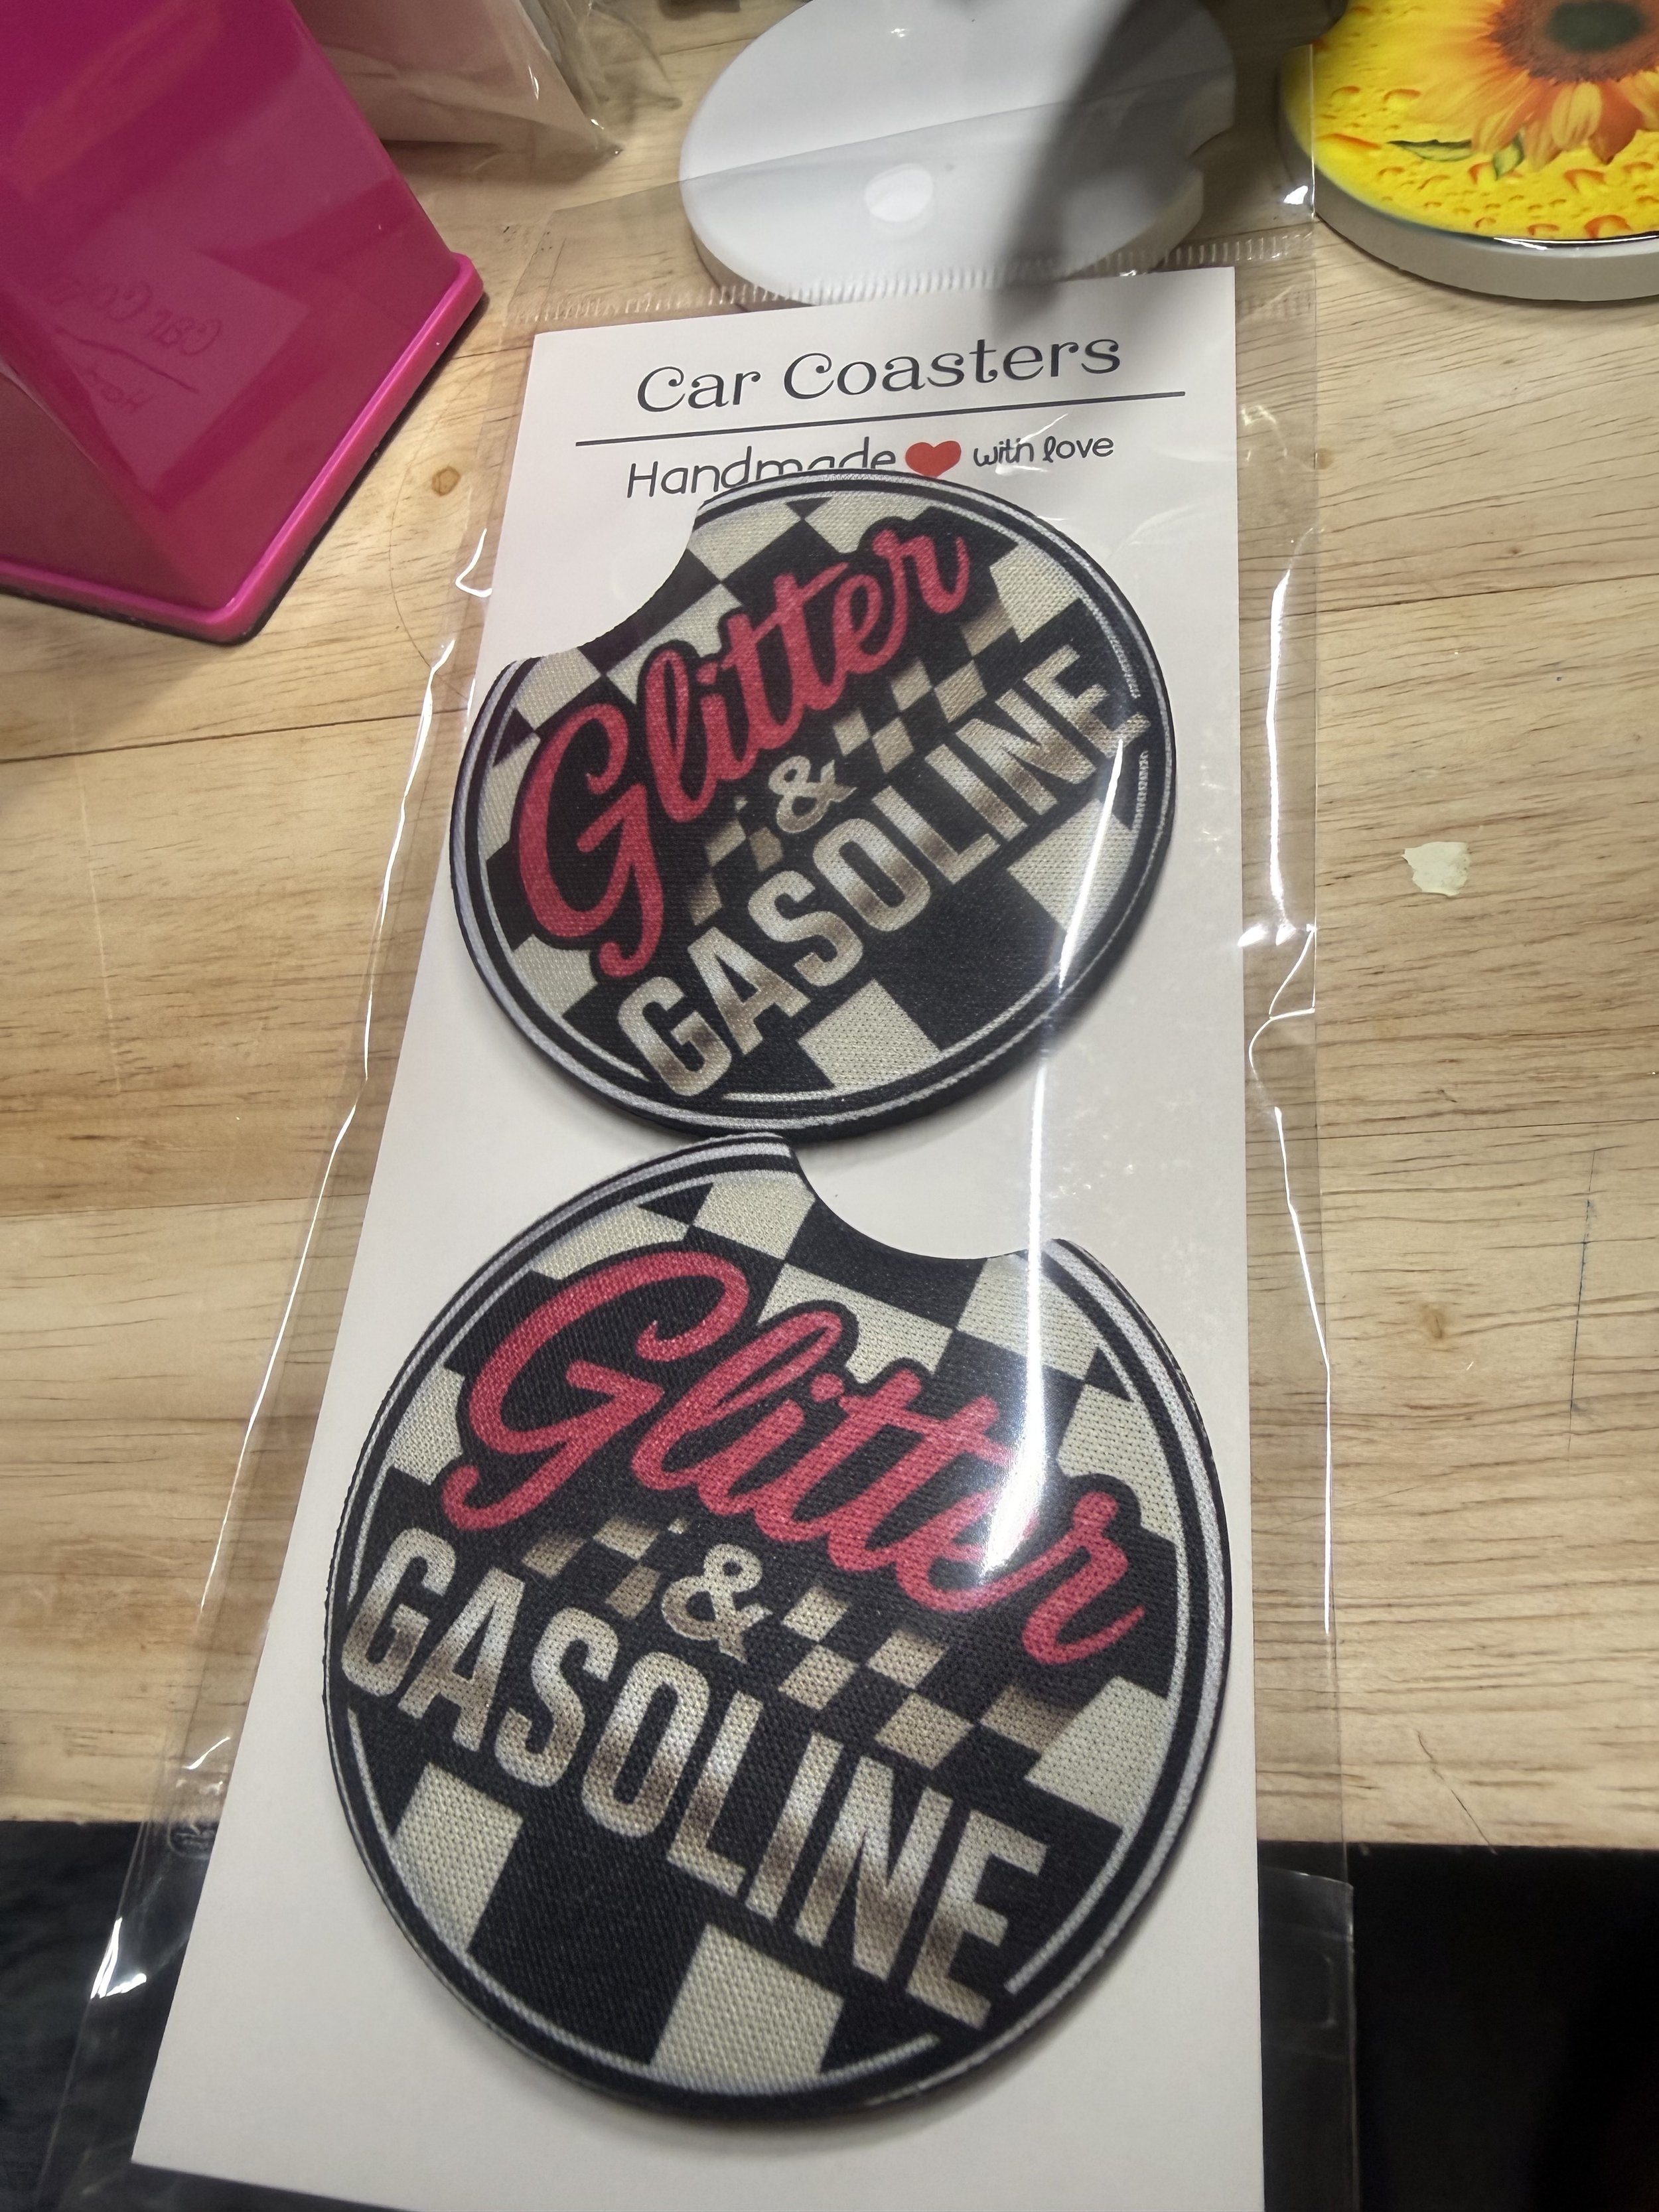 Car Coasters
Handmade with love
Glitter
&
GASOLINE
Glitter
&
GASOLINE